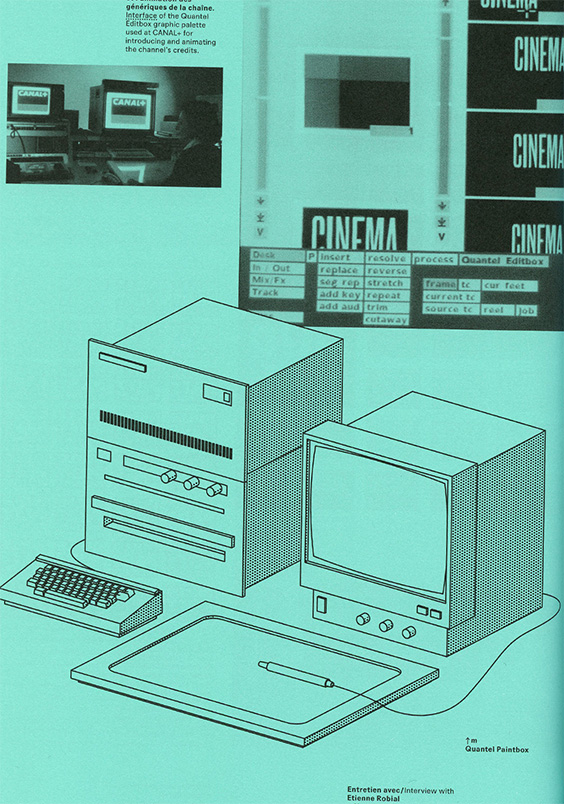 génériques de la chaîne.
Interface of the Quantel
Editbox graphic palette
used at CANAL+ for
introducing and animating
the channel's credits.
CANAL+
CANAL+
CINEMA
CINEMA
CINEMA
CINEMA
CINEMA
V
V
Desk P insert resolve process Quantel Editbox
In : Out replace reverse
Mix/Fx seg rep stretch frame tc cur feet
Track add key repeat current tc
add aud trim source tc reel Job
cutaway
↑m
Quantel Paintbox
Entretien avec/Interview with
Etienne Robial